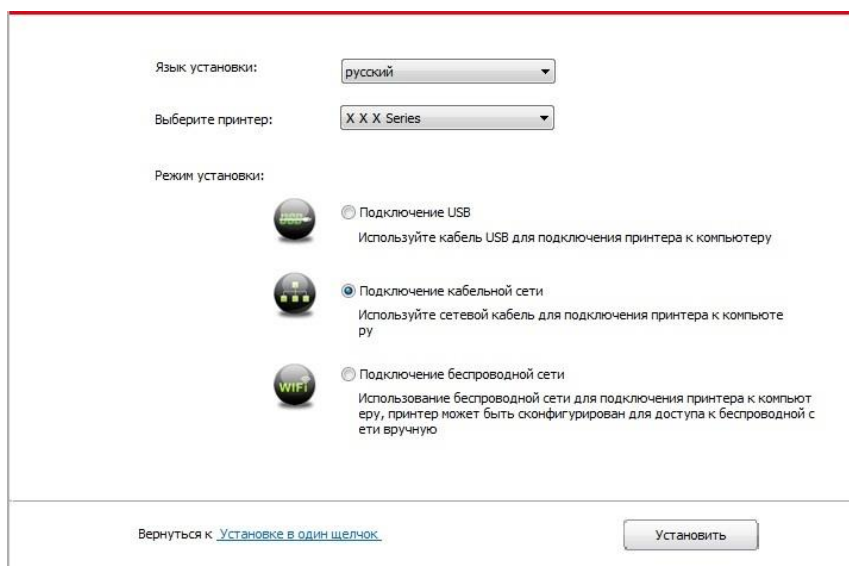 Язык установки:
русский
Выберите принтер:
X X X Series
Режим установки:
USB
Подключение USB
Используйте кабель USB для подключения принтера к компьютеру
Подключение кабельной сети
Используйте сетевой кабель для подключения принтера к компьюте
ру
WiFi
Подключение беспроводной сети
Использование беспроводной сети для подключения принтера к компьют
еру, принтер может быть сконфигурирован для доступа к беспроводной с
ети вручную
Вернуться к Установке в один щелчок
Установить